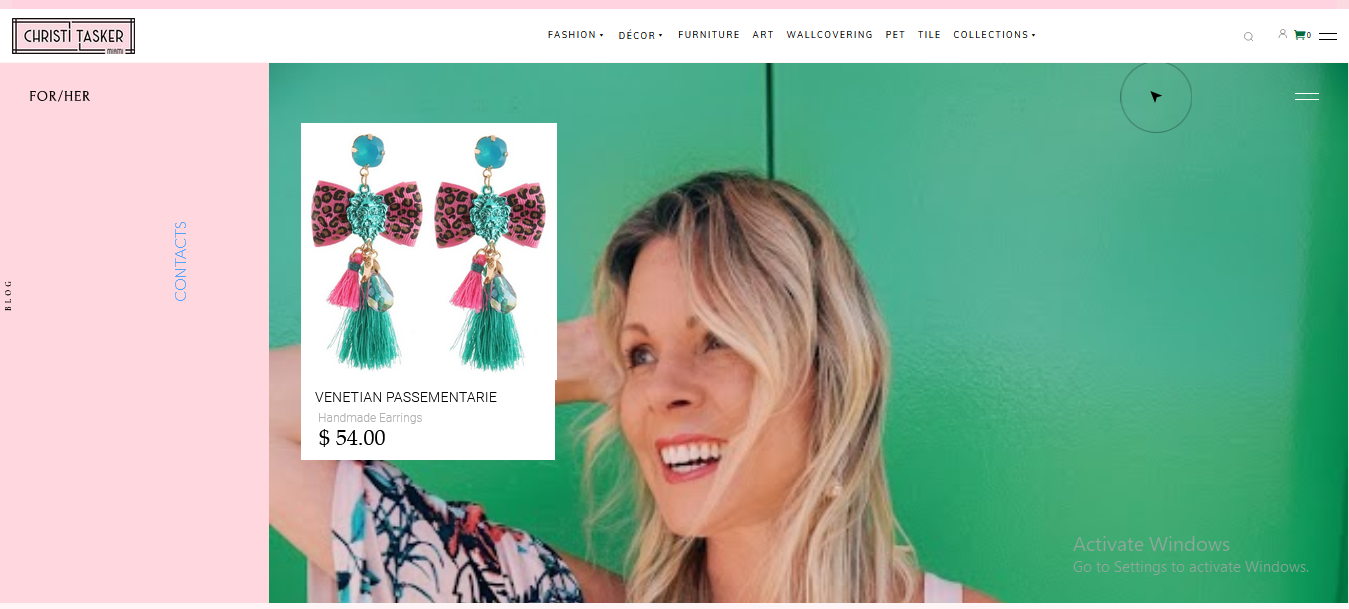 CHRISTI TASKER
MIAMI
FASHION
DÉCOR
FURNITURE
ART
WALLCOVERING
PET
TILE
COLLECTIONS
0
FOR/HER
CONTACTS
BLOG
VENETIAN PASSEMENTARIE
Handmade Earrings
$ 54.00
Activate Windows
Go to Settings to activate Windows.